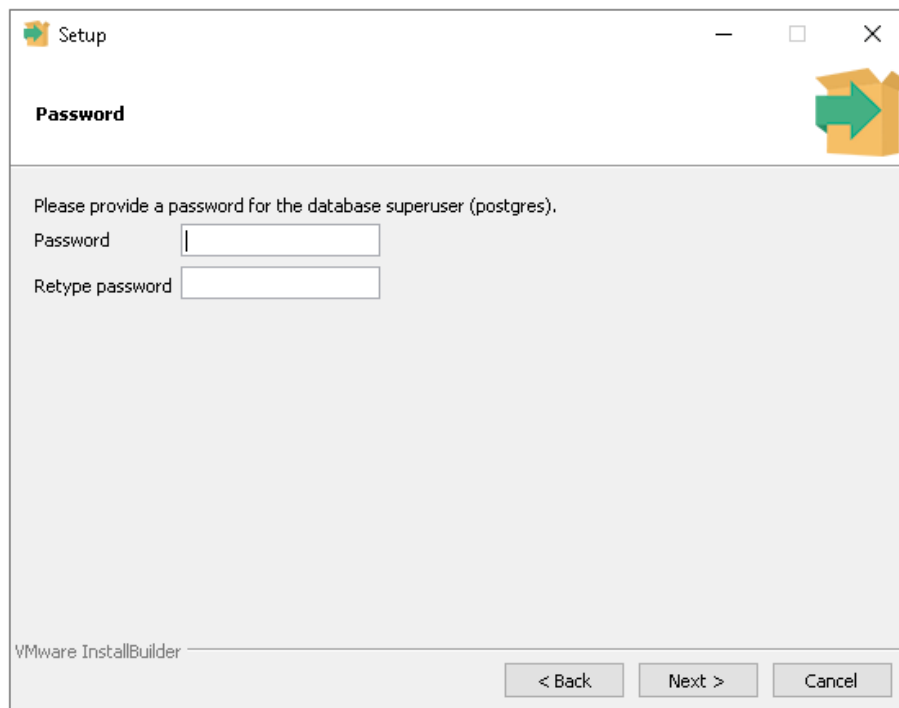 Setup
Password
Please provide a password for the database superuser (postgres).
Password
Retype password
VMware InstallBuilder
< Back Next > Cancel